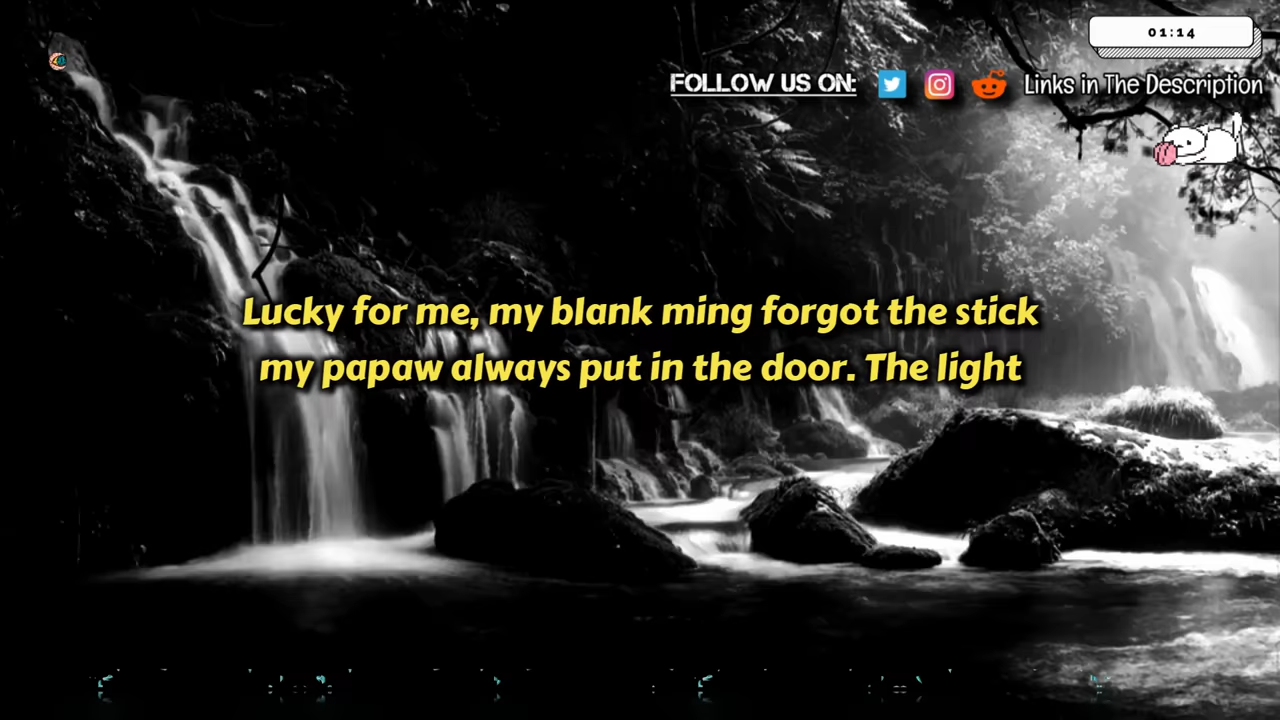 01:14
FOLLOW US ON: Links in The Description
Lucky for me, my blank ming forgot the stick
my papaw always put in the door. The light